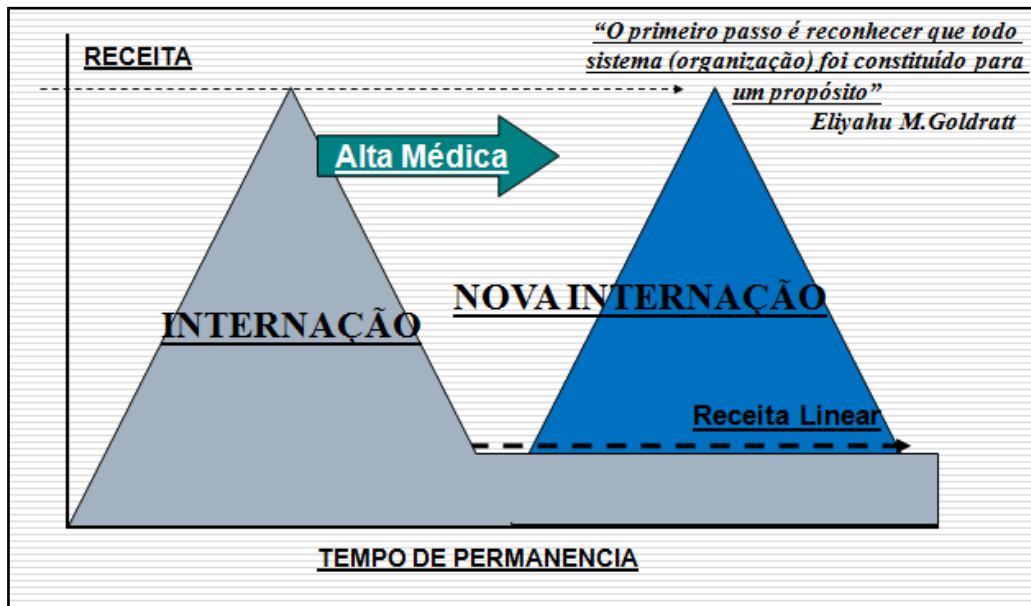 RECEITA
“O primeiro passo é reconhecer que todo
sistema (organização) foi constituído para
um propósito”
Eliyahu M.Goldratt
Alta Médica
INTERNAÇÃO
NOVA INTERNAÇÃO
Receita Linear
TEMPO DE PERMANENCIA